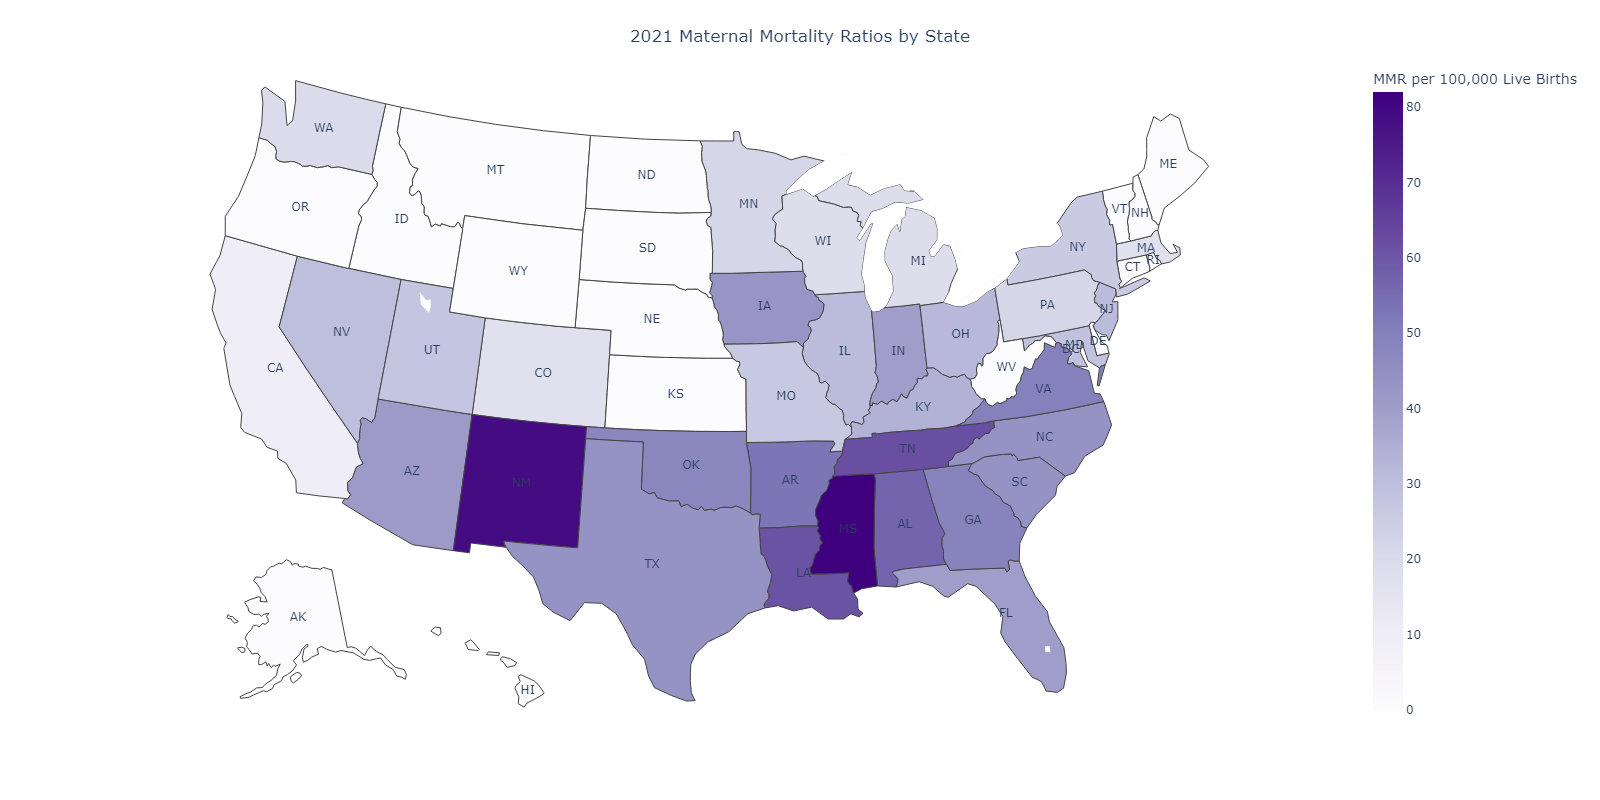 2021 Maternal Mortality Ratios by State
MMR per 100,000 Live Births
80
70
60
50
40
30
20
10
0
WA
MT
ND
MN
ME
OR
ID
SD
WI
MI
VT
NH
NY
MA
RI
CT
WY
NE
IA
PA
NJ
NV
UT
CO
IL
IN
OH
MD
DC
DE
CA
KS
MO
WV
VA
KY
NC
AZ
NM
OK
AR
TN
SC
MS
AL
GA
TX
LA
FL
AK
HI